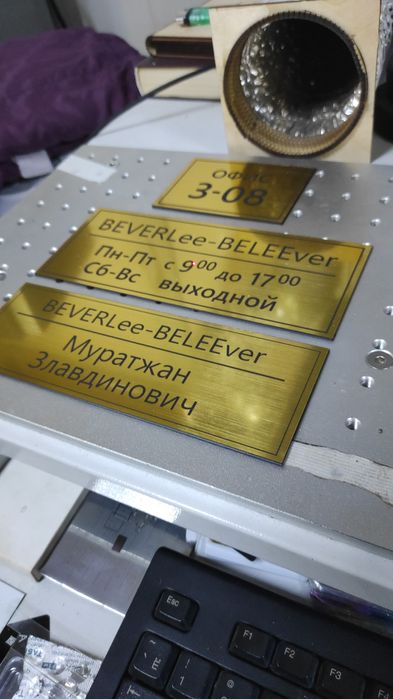 ОФИС
3-08
BEVERLee-BELEEver
Пн-Пт с 9⁰⁰ до 17⁰⁰
Сб-Вс выходной
BEVERLee-BELEEver
Муратжан
Злавдинович
Esc
F1
F2
F3
F4